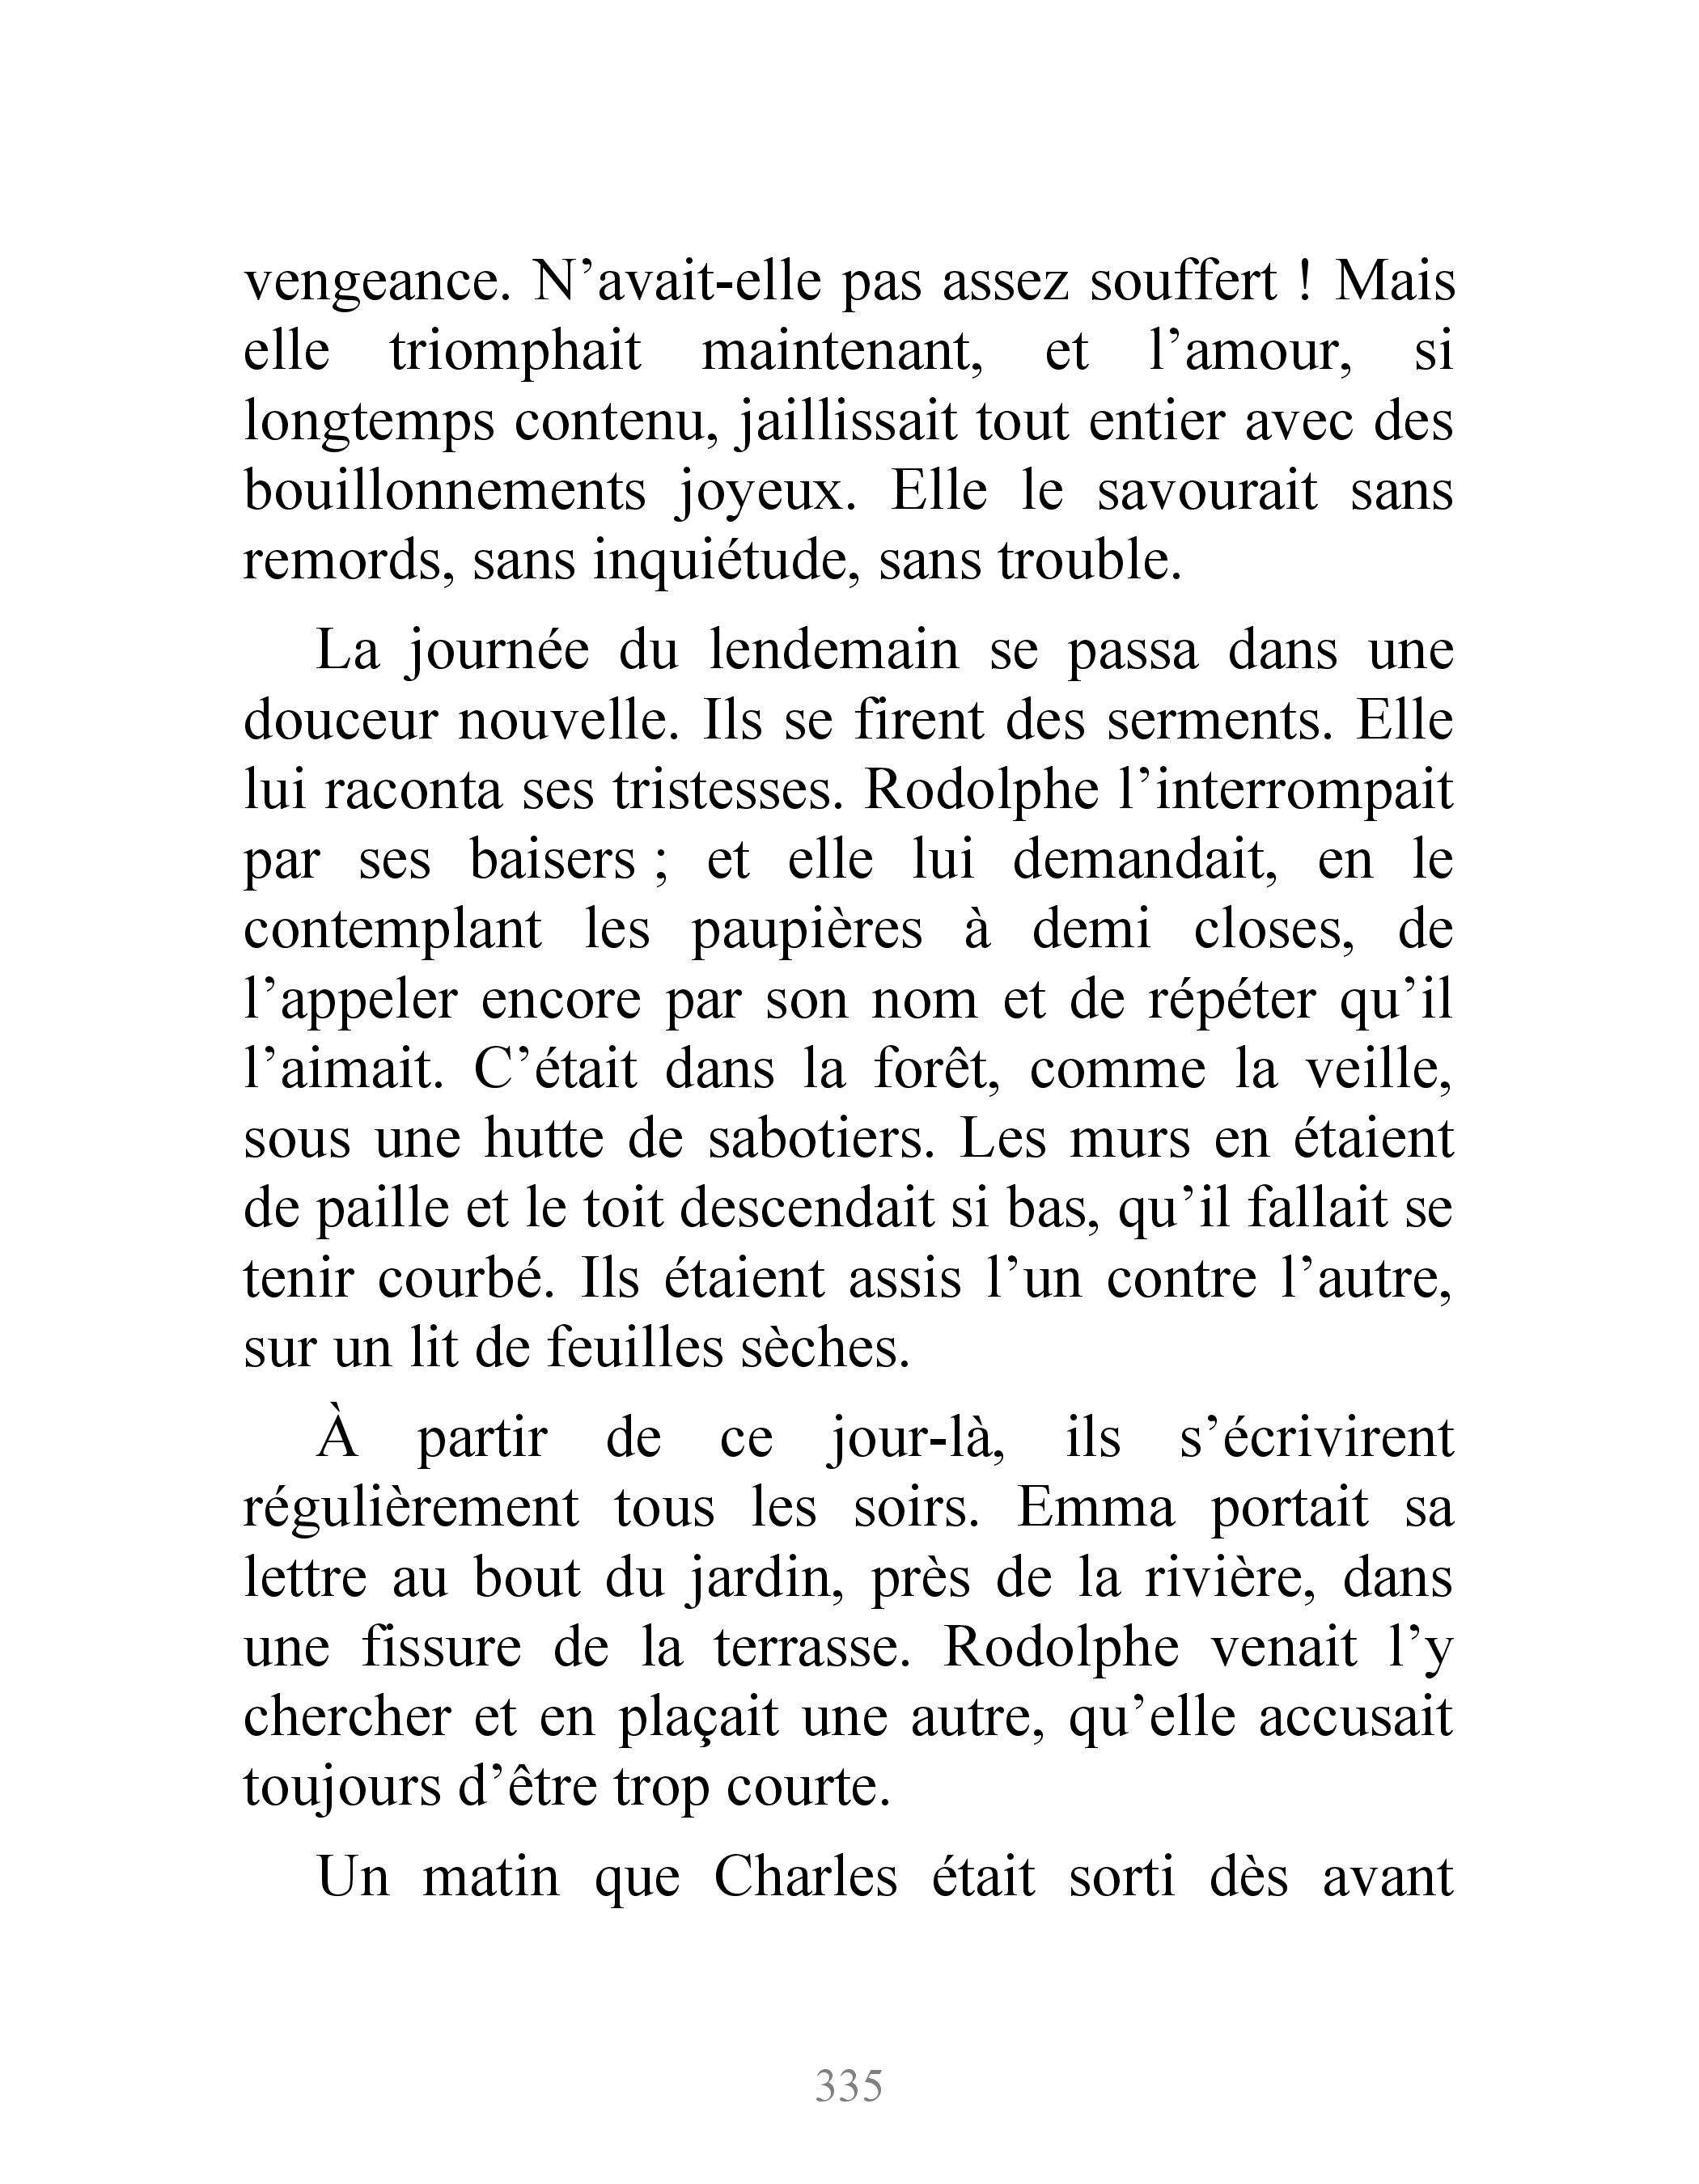 vengeance. N’avait-elle pas assez souffert ! Mais
elle triomphait maintenant, et l’amour, si
longtemps contenu, jaillissait tout entier avec des
bouillonnements joyeux. Elle le savourait sans
remords, sans inquiétude, sans trouble.
La journée du lendemain se passa dans une
douceur nouvelle. Ils se firent des serments. Elle
lui raconta ses tristesses. Rodolphe l’interrompait
par ses baisers ; et elle lui demandait, en le
contemplant les paupières à demi closes, de
l’appeler encore par son nom et de répéter qu’il
l’aimait. C’était dans la forêt, comme la veille,
sous une hutte de sabotiers. Les murs en étaient
de paille et le toit descendait si bas, qu’il fallait se
tenir courbé. Ils étaient assis l’un contre l’autre,
sur un lit de feuilles sèches.
À partir de ce jour-là, ils s’écrivirent
régulièrement tous les soirs. Emma portait sa
lettre au bout du jardin, près de la rivière, dans
une fissure de la terrasse. Rodolphe venait l’y
chercher et en plaçait une autre, qu’elle accusait
toujours d’être trop courte.
Un matin que Charles était sorti dès avant
335